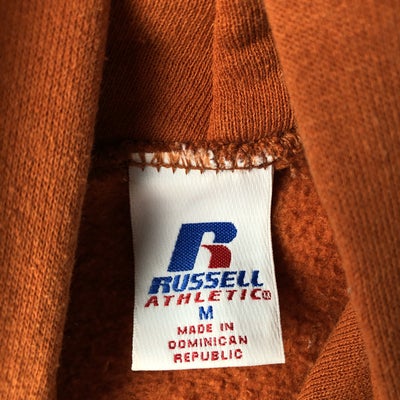 R
RUSSELL
ATHLETIC
M
MADE IN
DOMINICAN
REPUBLIC